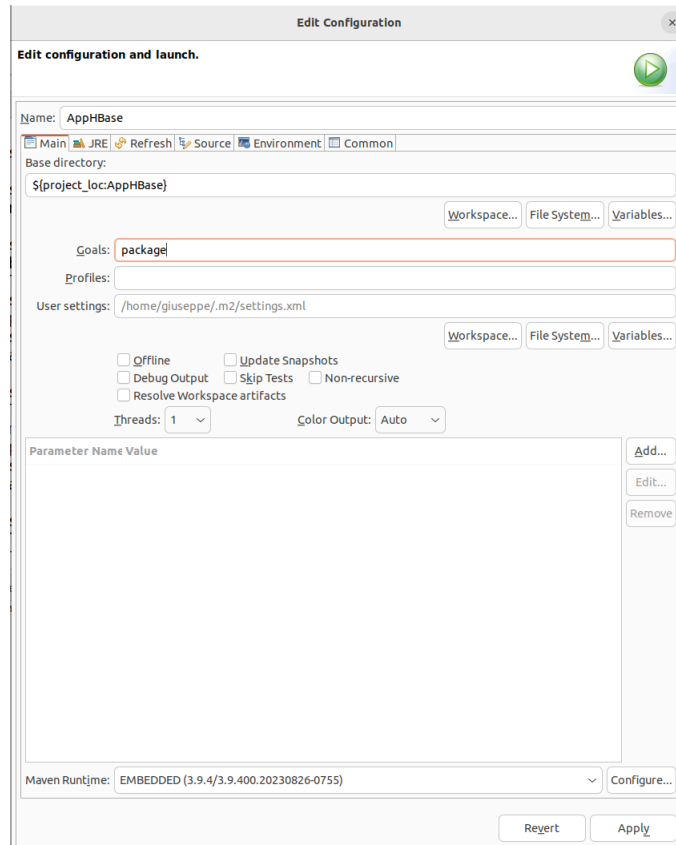 Edit Configuration
Edit configuration and launch.
Name: AppHBase
Main JRE Refresh Source Environment Common
Base directory:
${project_loc:AppHBase}
Workspace... File System... Variables...
Goals: package
Profiles:
User settings: /home/giuseppe/.m2/settings.xml
Workspace... File System... Variables...
Offline Update Snapshots
Debug Output Skip Tests Non-recursive
Resolve Workspace artifacts
Threads: 1 Color Output: Auto
Parameter Name Value Add...
Edit...
Remove
Maven Runtime: EMBEDDED (3.9.4/3.9.400.20230826-0755) Configure...
Revert Apply